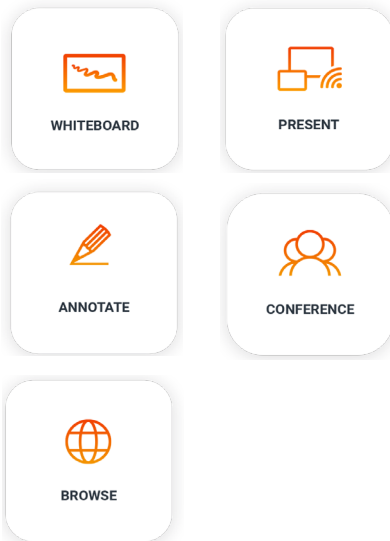 WHITEBOARD
PRESENT
ANNOTATE
CONFERENCE
BROWSE